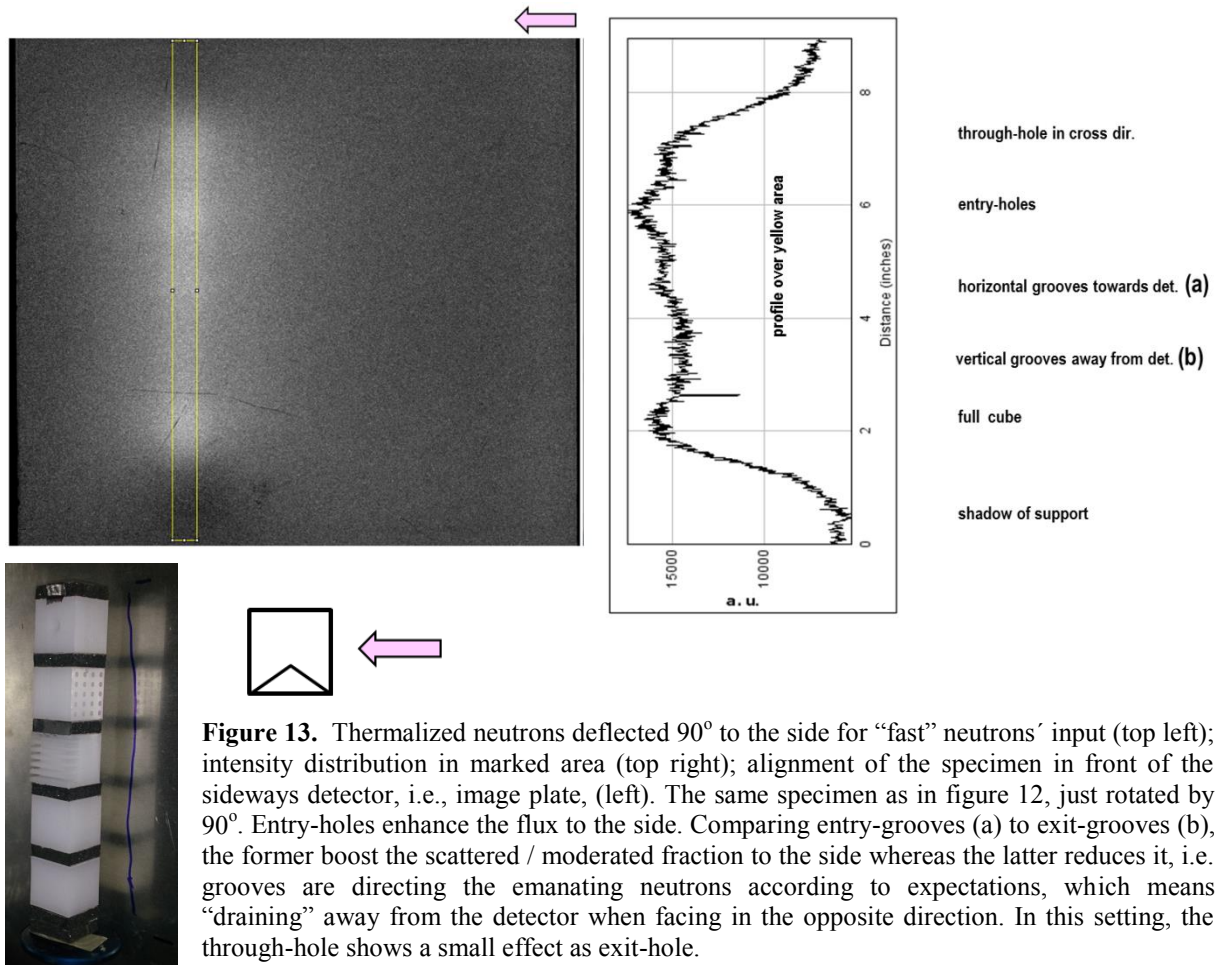 through-hole in cross dir.
entry-holes
horizontal grooves towards det. (a)
vertical grooves away from det. (b)
full cube
shadow of support
profile over yellow area
Distance (inches)
0
2
4
6
8
15000
10000
a. u.
Figure 13. Thermalized neutrons deflected 90o to the side for “fast” neutrons´ input (top left);
intensity distribution in marked area (top right); alignment of the specimen in front of the
sideways detector, i.e., image plate, (left). The same specimen as in figure 12, just rotated by
90o. Entry-holes enhance the flux to the side. Comparing entry-grooves (a) to exit-grooves (b),
the former boost the scattered / moderated fraction to the side whereas the latter reduces it, i.e.
grooves are directing the emanating neutrons according to expectations, which means
“draining” away from the detector when facing in the opposite direction. In this setting, the
through-hole shows a small effect as exit-hole.